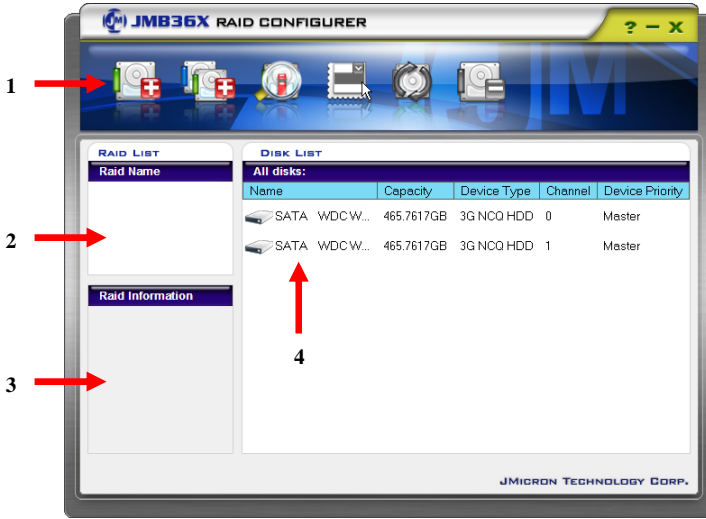 JMB36X RAID CONFIGURER
? – X
1
RAID LIST
DISK LIST
Raid Name
All disks:
Name Capacity Device Type Channel Device Priority
SATA WDC W... 465.7617GB 3G NCQ HDD 0 Master
2
SATA WDC W... 465.7617GB 3G NCQ HDD 1 Master
Raid Information
4
3
JMICRON TECHNOLOGY CORP.
JM